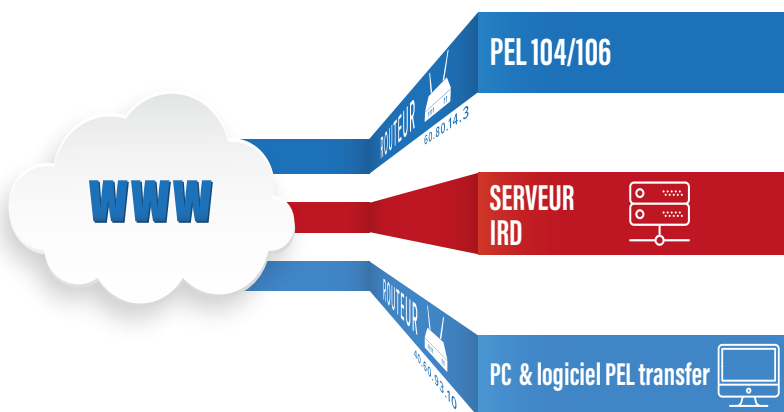 WWW
ROUTEUR
60.80.14.3
PEL 104/106
SERVEUR
IRD
ROUTEUR
40.60.93.10
PC & logiciel PEL transfer